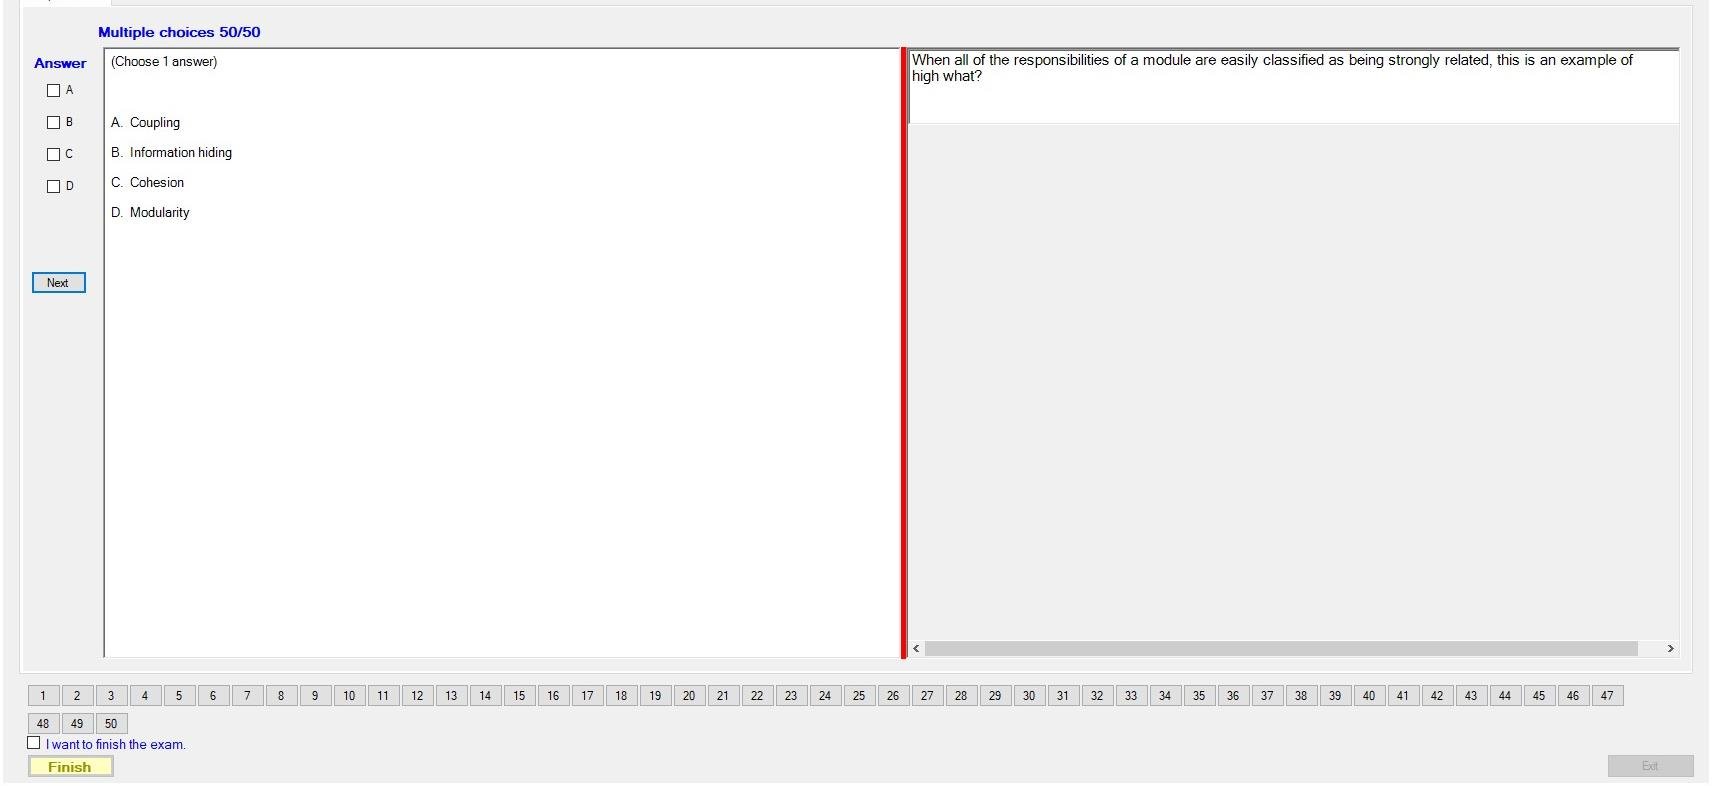 Multiple choices 50/50
Answer
(Choose 1 answer)
When all of the responsibilities of a module are easily classified as being strongly related, this is an example of
high what?
A
B
C
D
A. Coupling
B. Information hiding
C. Cohesion
D. Modularity
Next
< >
1 2 3 4 5 6 7 8 9 10 11 12 13 14 15 16 17 18 19 20 21 22 23 24 25 26 27 28 29 30 31 32 33 34 35 36 37 38 39 40 41 42 43 44 45 46 47
48 49 50
I want to finish the exam.
Finish
Exit